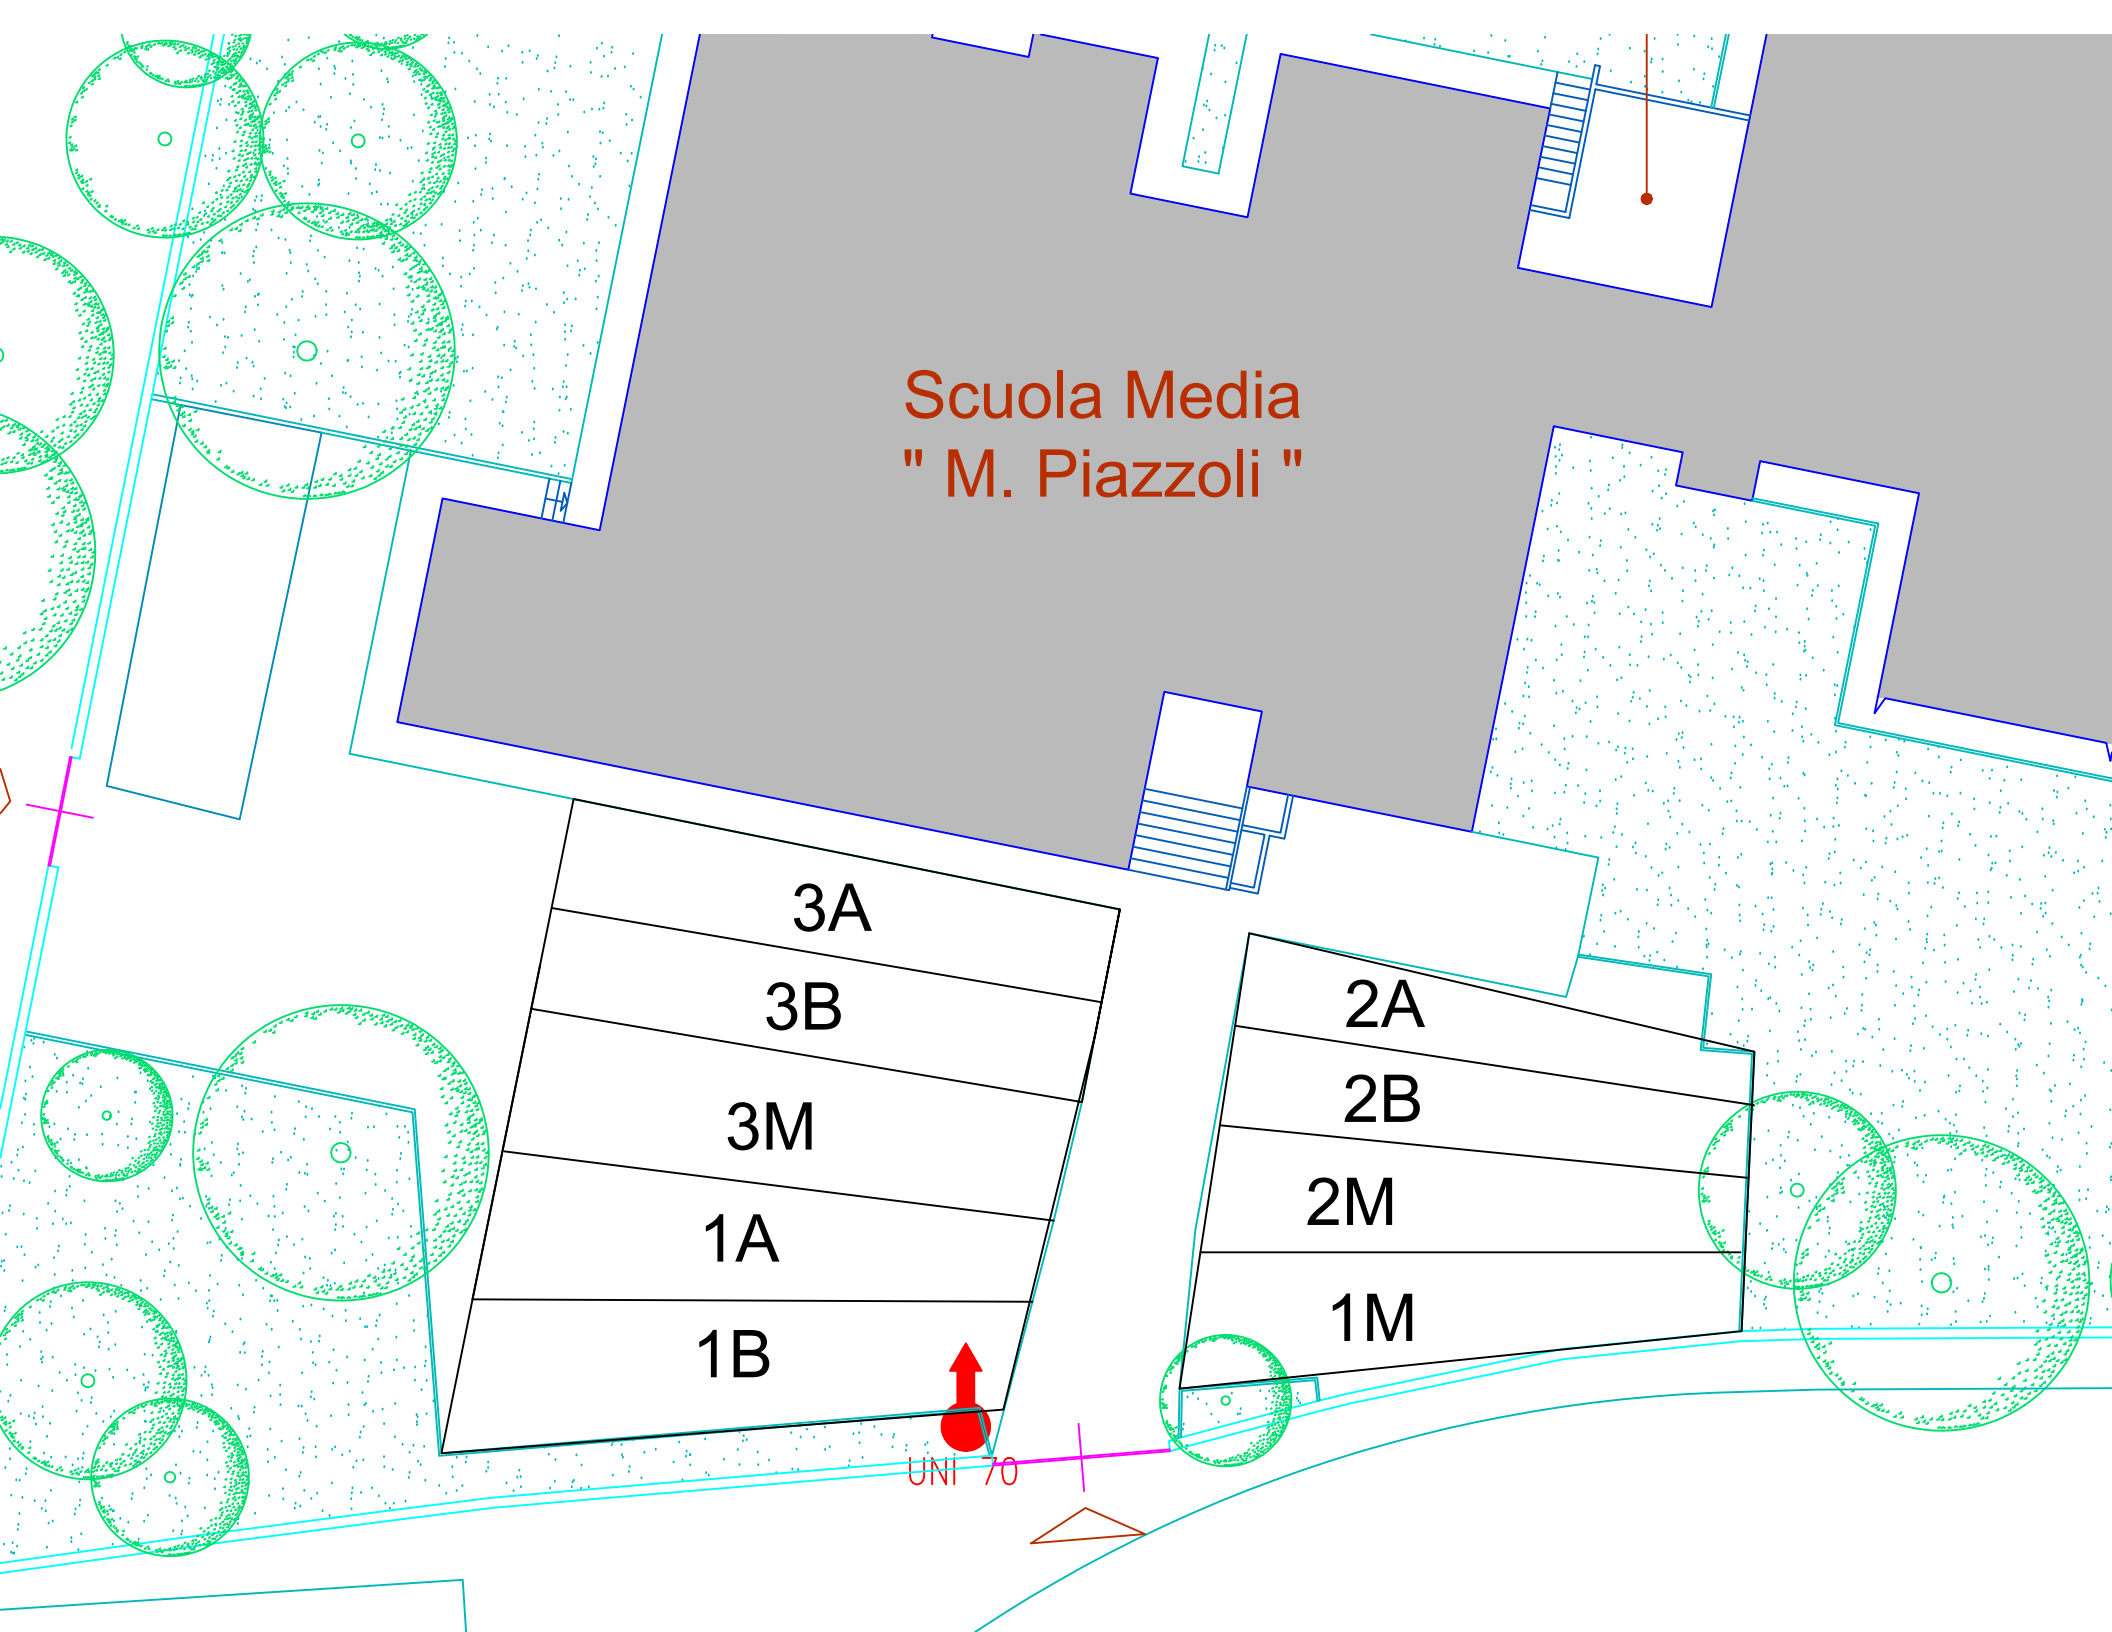 Scuola Media
" M. Piazzoli "
3A
3B
3M
1A
1B
2A
2B
2M
1M
UNI 70